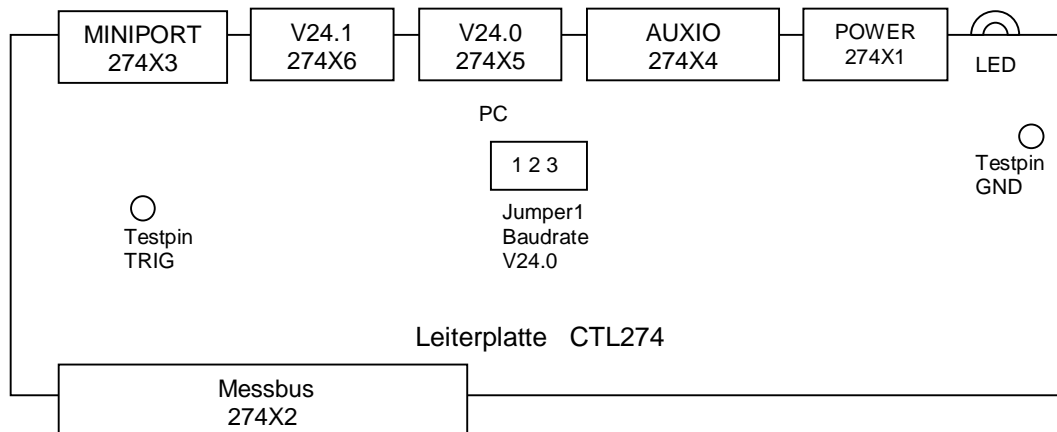 MINIPORT
274X3
V24.1
274X6
V24.0
274X5
AUXIO
274X4
POWER
274X1
LED
PC
1 2 3
Jumper1
Baudrate
V24.0
Testpin
GND
Testpin
TRIG
Leiterplatte CTL274
Messbus
274X2